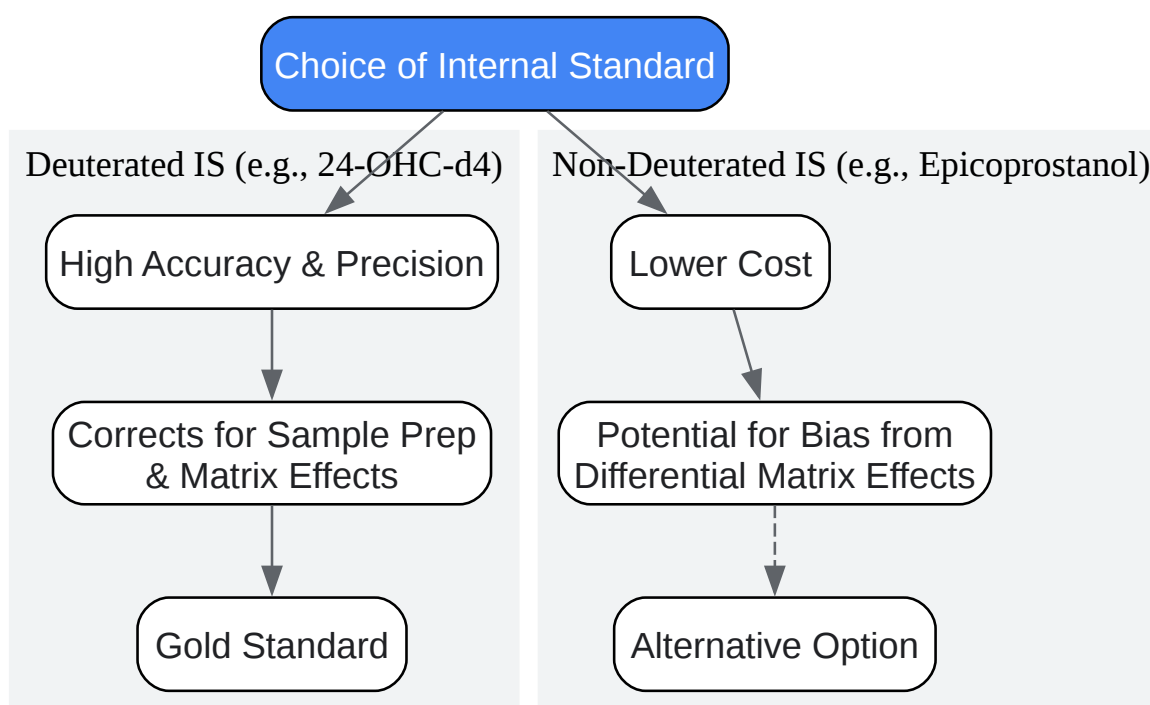 Choice of Internal Standard
Deuterated IS (e.g., 24-OHC-d4)
High Accuracy & Precision
Corrects for Sample Prep
& Matrix Effects
Gold Standard
Non-Deuterated IS (e.g., Epicoprostanol)
Lower Cost
Potential for Bias from
Differential Matrix Effects
Alternative Option